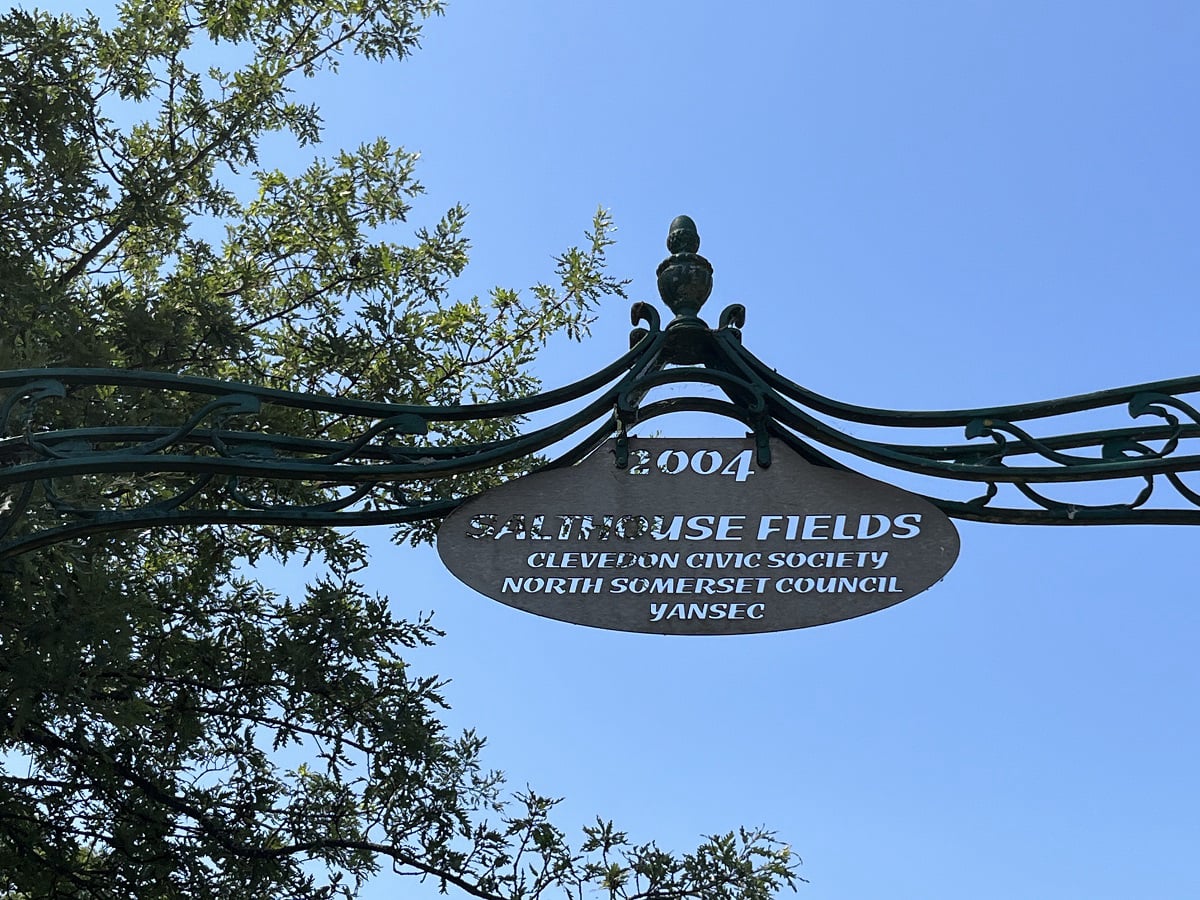 2004
SALTHOUSE FIELDS
CLEVEDON CIVIC SOCIETY
NORTH SOMERSET COUNCIL
YANSEC